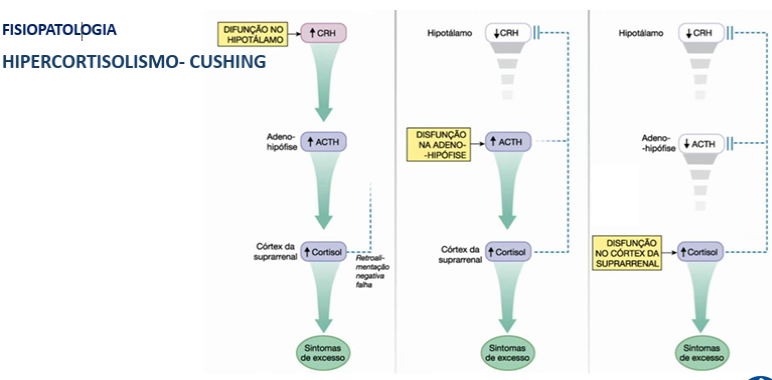 FISIOPATOLOGIA
HIPERCORTISOLISMO- CUSHING
DIFUNÇÃO NO
HIPOTÁLAMO
↑ CRH
Adeno-
hipófise
↑ ACTH
Córtex da
suprarrenal
↑ Cortisol
Retroali-
mentação
negativa
falha
Sintomas
de excesso
Hipotálamo
↓ CRH
DISFUNÇÃO
NA ADENO-
-HIPÓFISE
↑ ACTH
Córtex da
suprarrenal
↑ Cortisol
Sintomas
de excesso
Hipotálamo
↓ CRH
Adeno-
-hipófise
↓ ACTH
DISFUNÇÃO
NO CÓRTEX DA
SUPRARRENAL
↑ Cortisol
Sintomas
de excesso